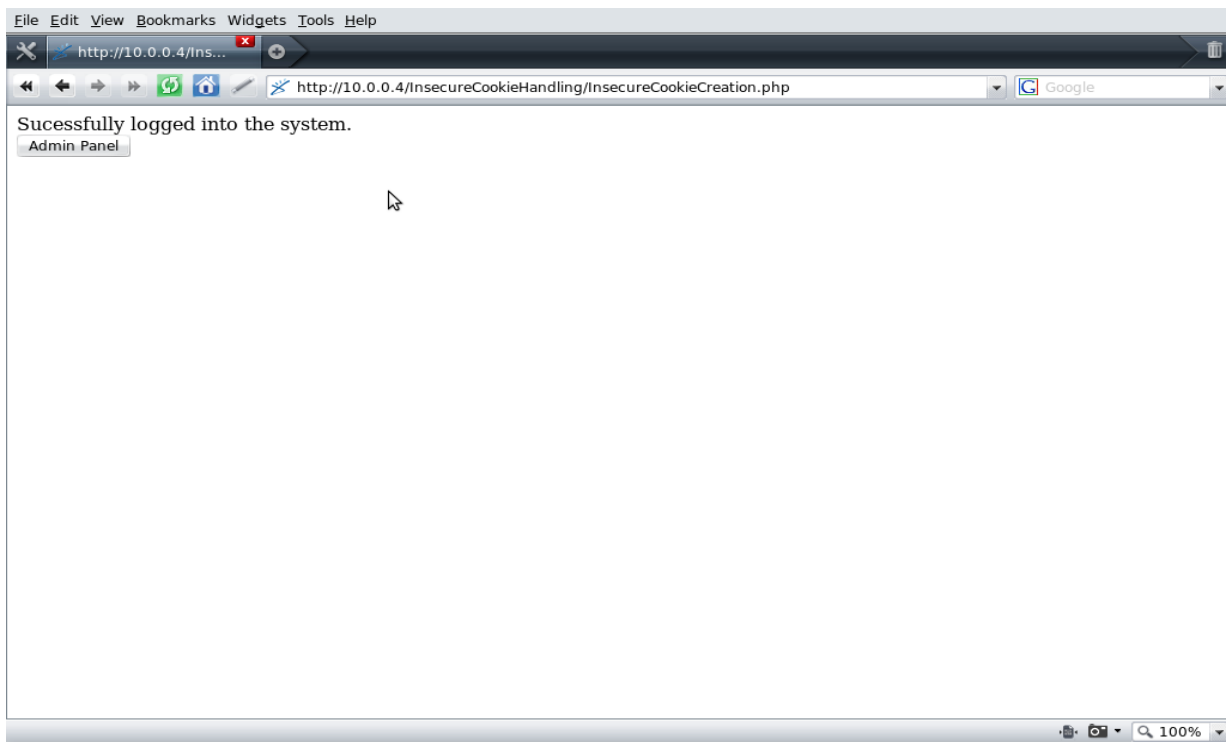 File Edit View Bookmarks Widgets Tools Help
http://10.0.0.4/Ins...
http://10.0.0.4/InsecureCookieHandling/InsecureCookieCreation.php
G Google
Sucessfully logged into the system.
Admin Panel
100%